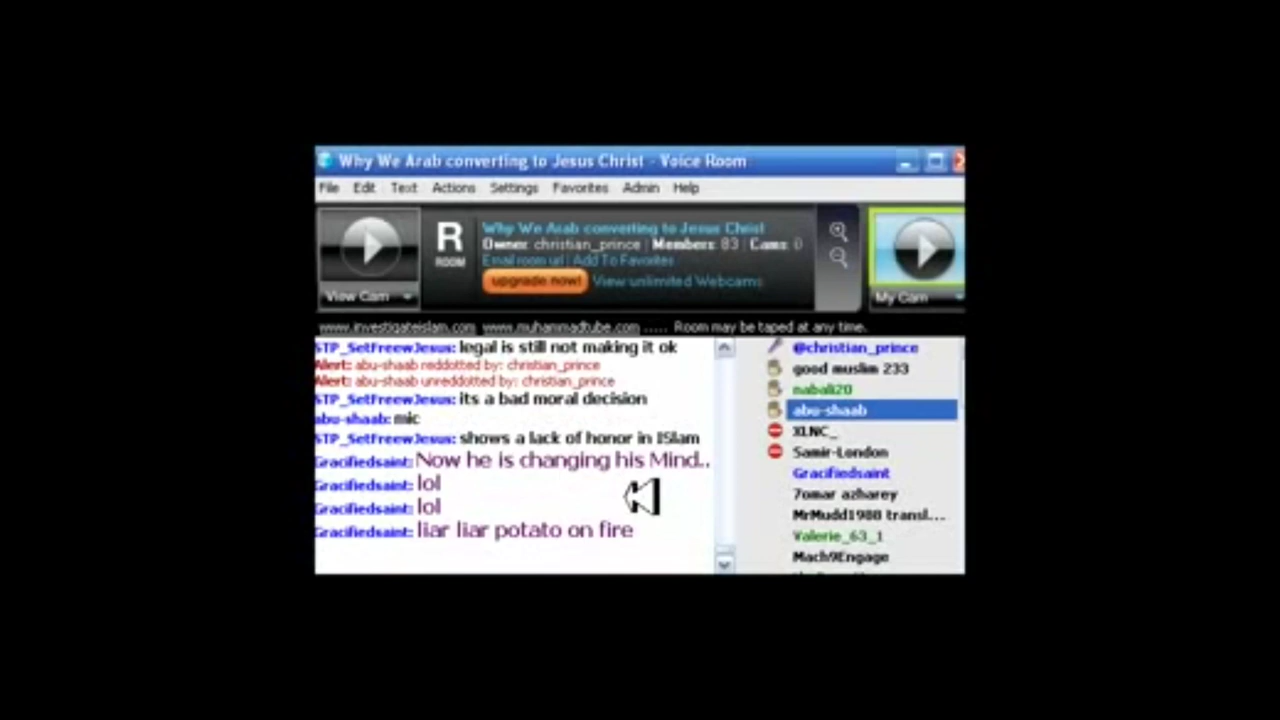 Why We Arab converting to Jesus Christ - Voice Room
File Edit Text Actions Settings Favorites Admin Help
Why We Arab converting to Jesus Christ
R
ROOM
Owner: christian_prince | Members: 83 | Cams: 0
Email room url | Add To Favorites
upgrade now! View unlimited Webcams
View Cam
My Cam
www.investigateislam.com www.muhammadtube.com ..... Room may be taped at any time.
STP_SetFreewJesus: legal is still not making it ok
Alert: abu-shaab reddotted by: christian_prince
Alert: abu-shaab unreddotted by: christian_prince
STP_SetFreewJesus: its a bad moral decision
abu-shaab: mic
STP_SetFreewJesus: shows a lack of honor in ISlam
Gracifiedsaint: Now he is changing his Mind..
Gracifiedsaint: lol
Gracifiedsaint: lol
Gracifiedsaint: liar liar potato on fire
@christian_prince
good muslim 233
nabali20
abu-shaab
XLNC_
Samir-London
Gracifiedsaint
7omar azharey
MrMudd1988 transl...
Valerie_63_1
Mach9Engage